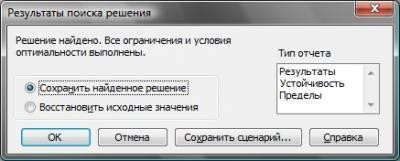 Результаты поиска решения
Решение найдено. Все ограничения и условия
оптимальности выполнены.
Тип отчета
Результаты
Устойчивость
Пределы
Сохранить найденное решение
Восстановить исходные значения
ОК
Отмена
Сохранить сценарий...
Справка